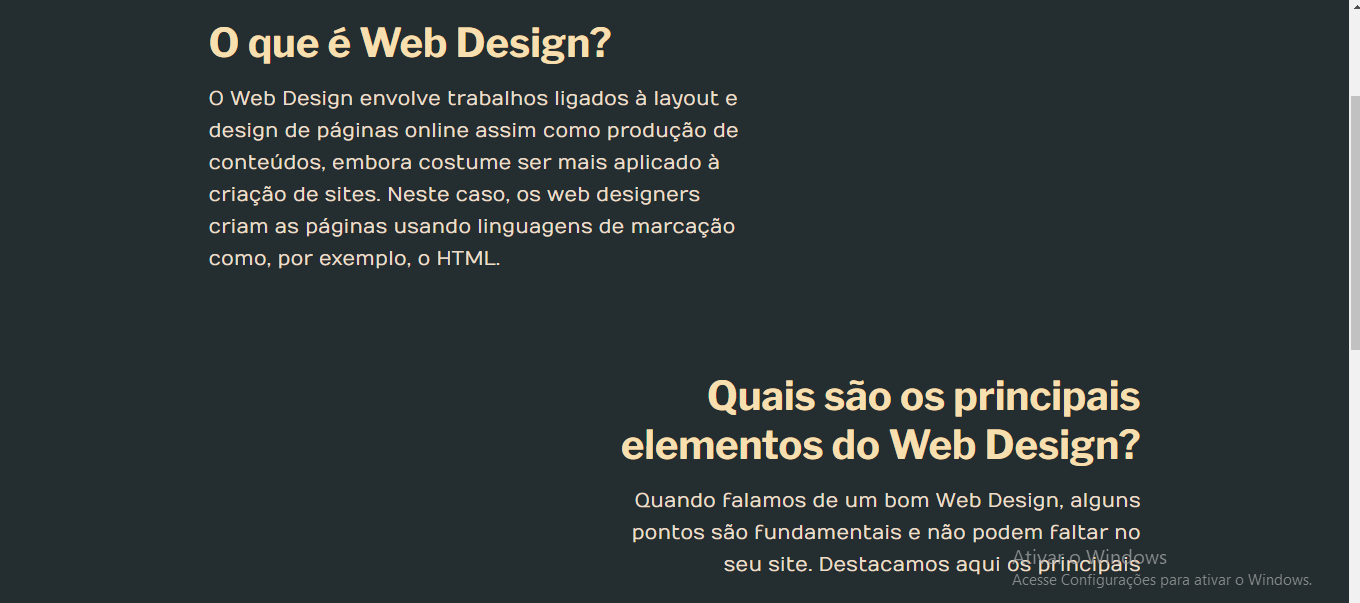 O que é Web Design?
O Web Design envolve trabalhos ligados à layout e
design de páginas online assim como produção de
conteúdos, embora costume ser mais aplicado à
criação de sites. Neste caso, os web designers
criam as páginas usando linguagens de marcação
como, por exemplo, o HTML.
Quais são os principais
elementos do Web Design?
Quando falamos de um bom Web Design, alguns
pontos são fundamentais e não podem faltar no
seu site. Destacamos aqui os principais
Ativar o Windows
Acesse Configurações para ativar o Windows.